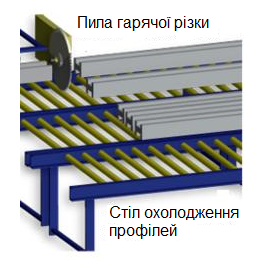 Пила гарячої різки
Стіл охолодження
профілей